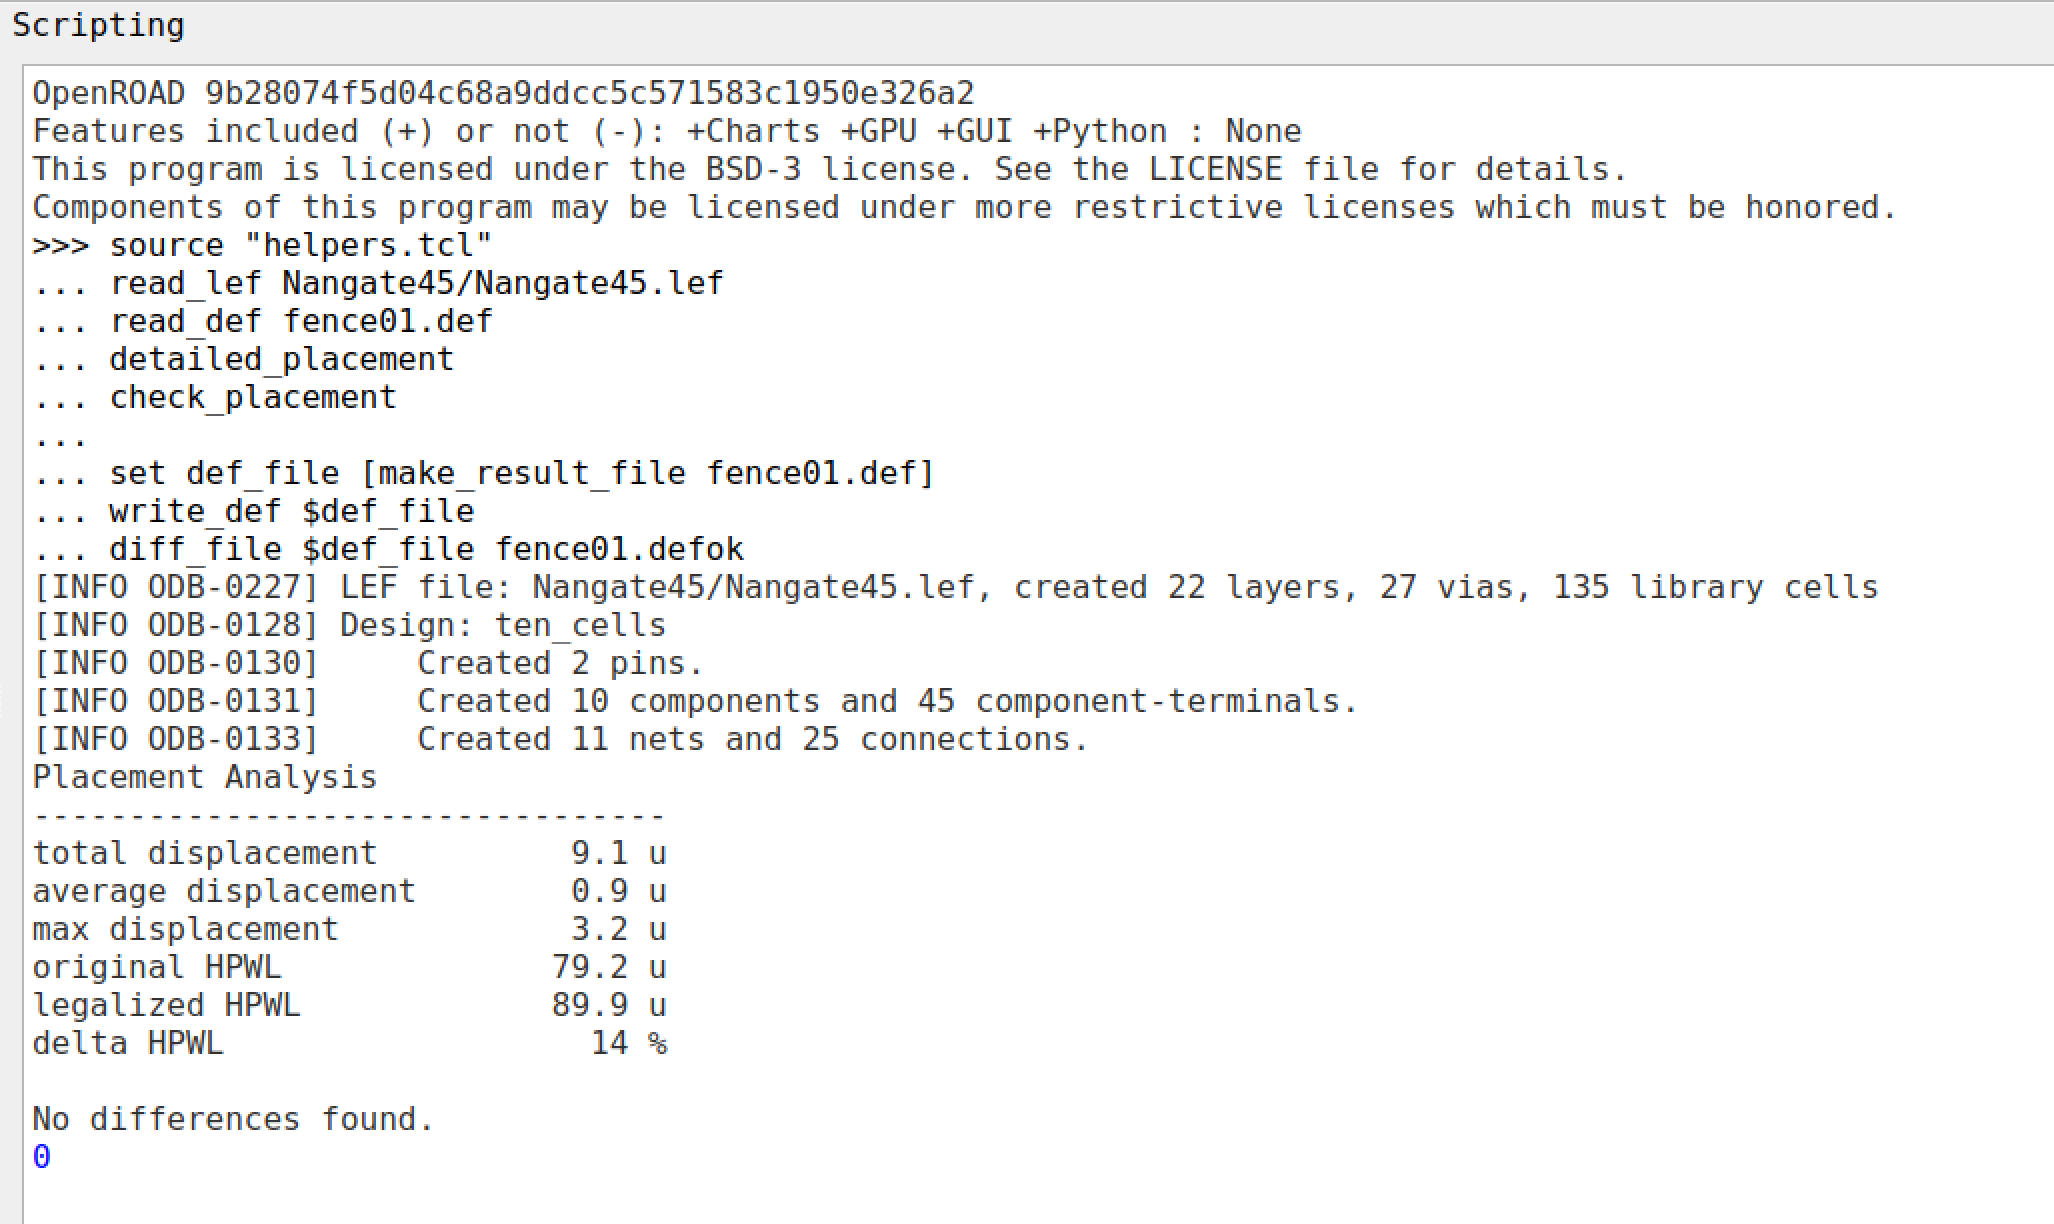 Scripting
OpenROAD 9b28074f5d04c68a9ddcc5c571583c1950e326a2
Features included (+) or not (-): +Charts +GPU +GUI +Python : None
This program is licensed under the BSD-3 license. See the LICENSE file for details.
Components of this program may be licensed under more restrictive licenses which must be honored.
>>> source "helpers.tcl"
... read_lef Nangate45/Nangate45.lef
... read_def fence01.def
... detailed_placement
... check_placement
...
... set def_file [make_result_file fence01.def]
... write_def $def_file
... diff_file $def_file fence01.defok
[INFO ODB-0227] LEF file: Nangate45/Nangate45.lef, created 22 layers, 27 vias, 135 library cells
[INFO ODB-0128] Design: ten_cells
[INFO ODB-0130]     Created 2 pins.
[INFO ODB-0131]     Created 10 components and 45 component-terminals.
[INFO ODB-0133]     Created 11 nets and 25 connections.
Placement Analysis
---------------------------------
total displacement          9.1 u
average displacement        0.9 u
max displacement            3.2 u
original HPWL              79.2 u
legalized HPWL             89.9 u
delta HPWL                   14 %

No differences found.
0